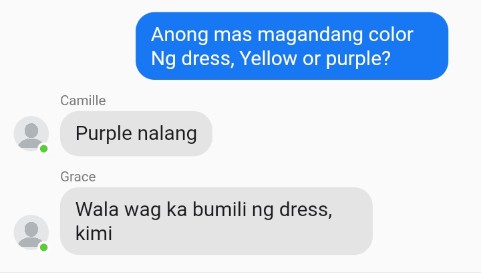 Anong mas magandang color
Ng dress, Yellow or purple?
Camille
Purple nalang
Grace
Wala wag ka bumili ng dress,
kimi